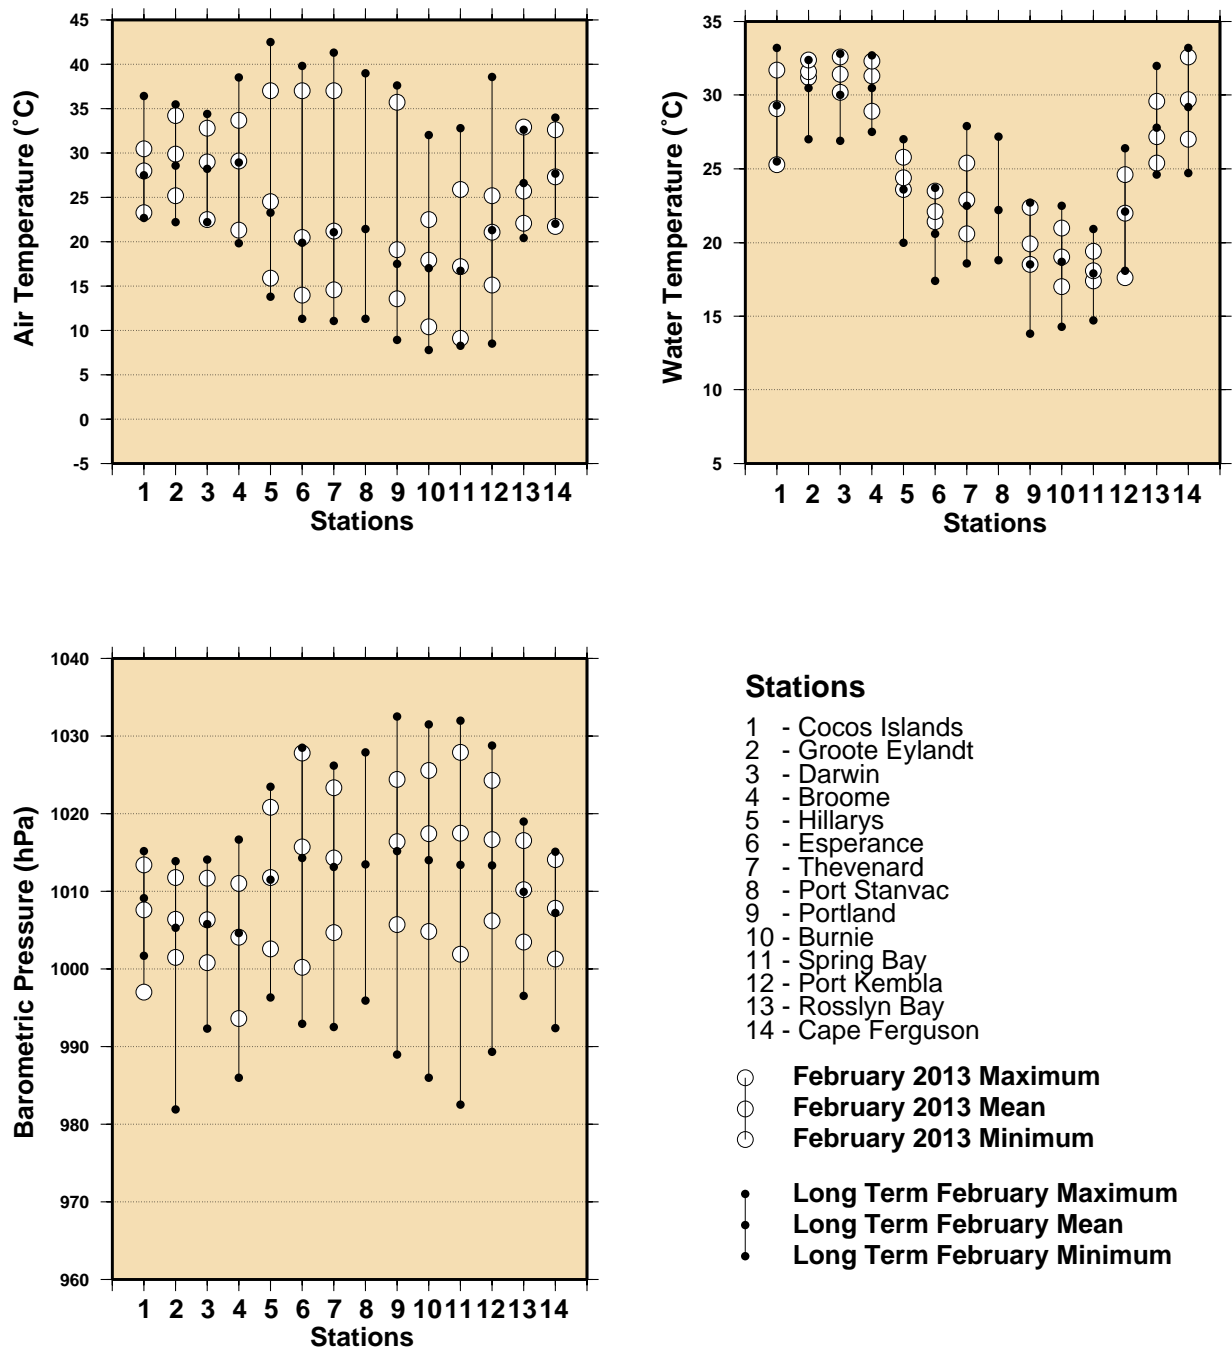 45
40
35
30
25
20
15
10
5
0
-5
Air Temperature (˚C)
1 2 3 4 5 6 7 8 9 10 11 12 13 14
Stations
35
30
25
20
15
10
5
Water Temperature (˚C)
1 2 3 4 5 6 7 8 9 10 11 12 13 14
Stations
1040
1030
1020
1010
1000
990
980
970
960
Barometric Pressure (hPa)
1 2 3 4 5 6 7 8 9 10 11 12 13 14
Stations
Stations
1 - Cocos Islands
2 - Groote Eylandt
3 - Darwin
4 - Broome
5 - Hillarys
6 - Esperance
7 - Thevenard
8 - Port Stanvac
9 - Portland
10 - Burnie
11 - Spring Bay
12 - Port Kembla
13 - Rosslyn Bay
14 - Cape Ferguson
February 2013 Maximum
February 2013 Mean
February 2013 Minimum
Long Term February Maximum
Long Term February Mean
Long Term February Minimum